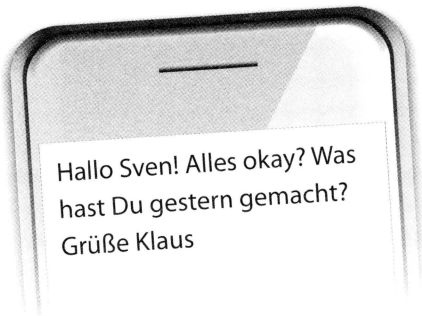 Hallo Sven! Alles okay? Was
hast Du gestern gemacht?
Grüße Klaus